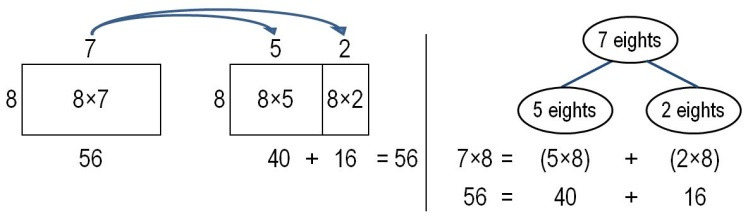 7 5 2
8 8×7 8 8×5 8×2
56 40 + 16 = 56
7 eights
5 eights 2 eights
7×8 = (5×8) + (2×8)
56 = 40 + 16